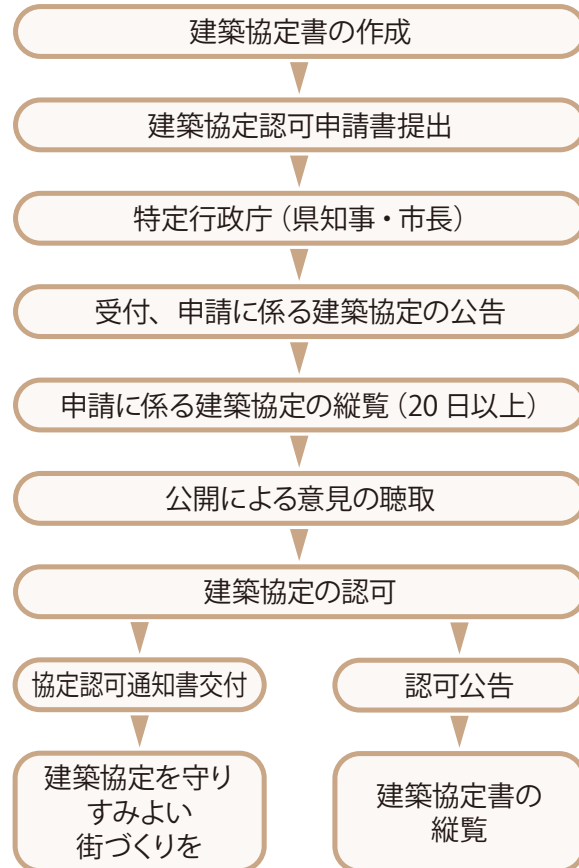 建築協定書の作成
建築協定認可申請書提出
特定行政庁（県知事・市長）
受付、申請に係る建築協定の公告
申請に係る建築協定の縦覧（20 日以上）
公開による意見の聴取
建築協定の認可
協定認可通知書交付
認可公告
建築協定を守り
すみよい
街づくりを
建築協定書の
縦覧